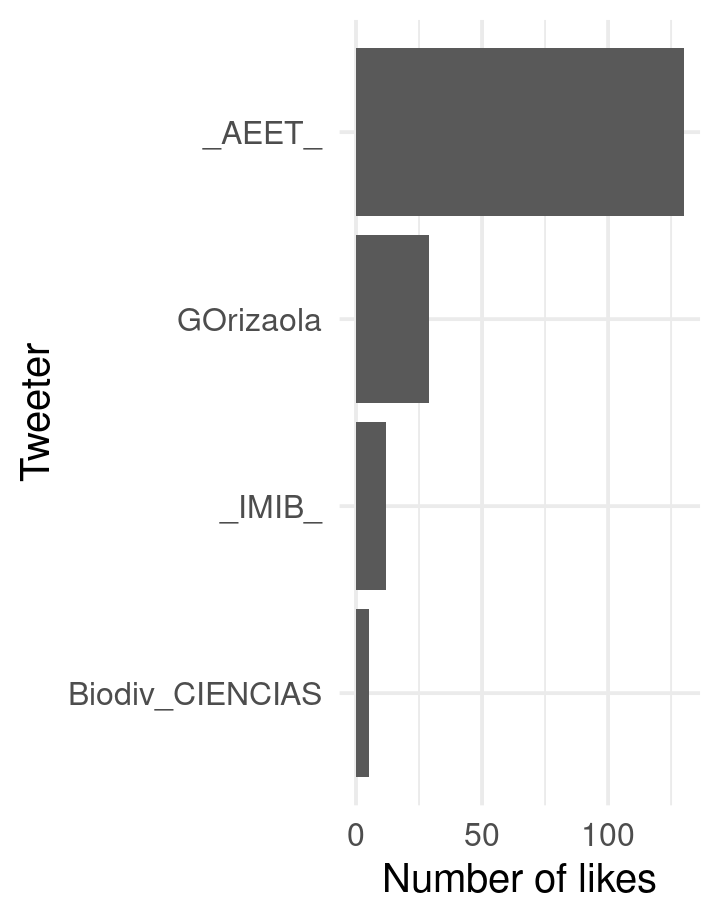 _AEET_
GOrizaola
_IMIB_
Biodiv_CIENCIAS
Tweeter
0 50 100
Number of likes